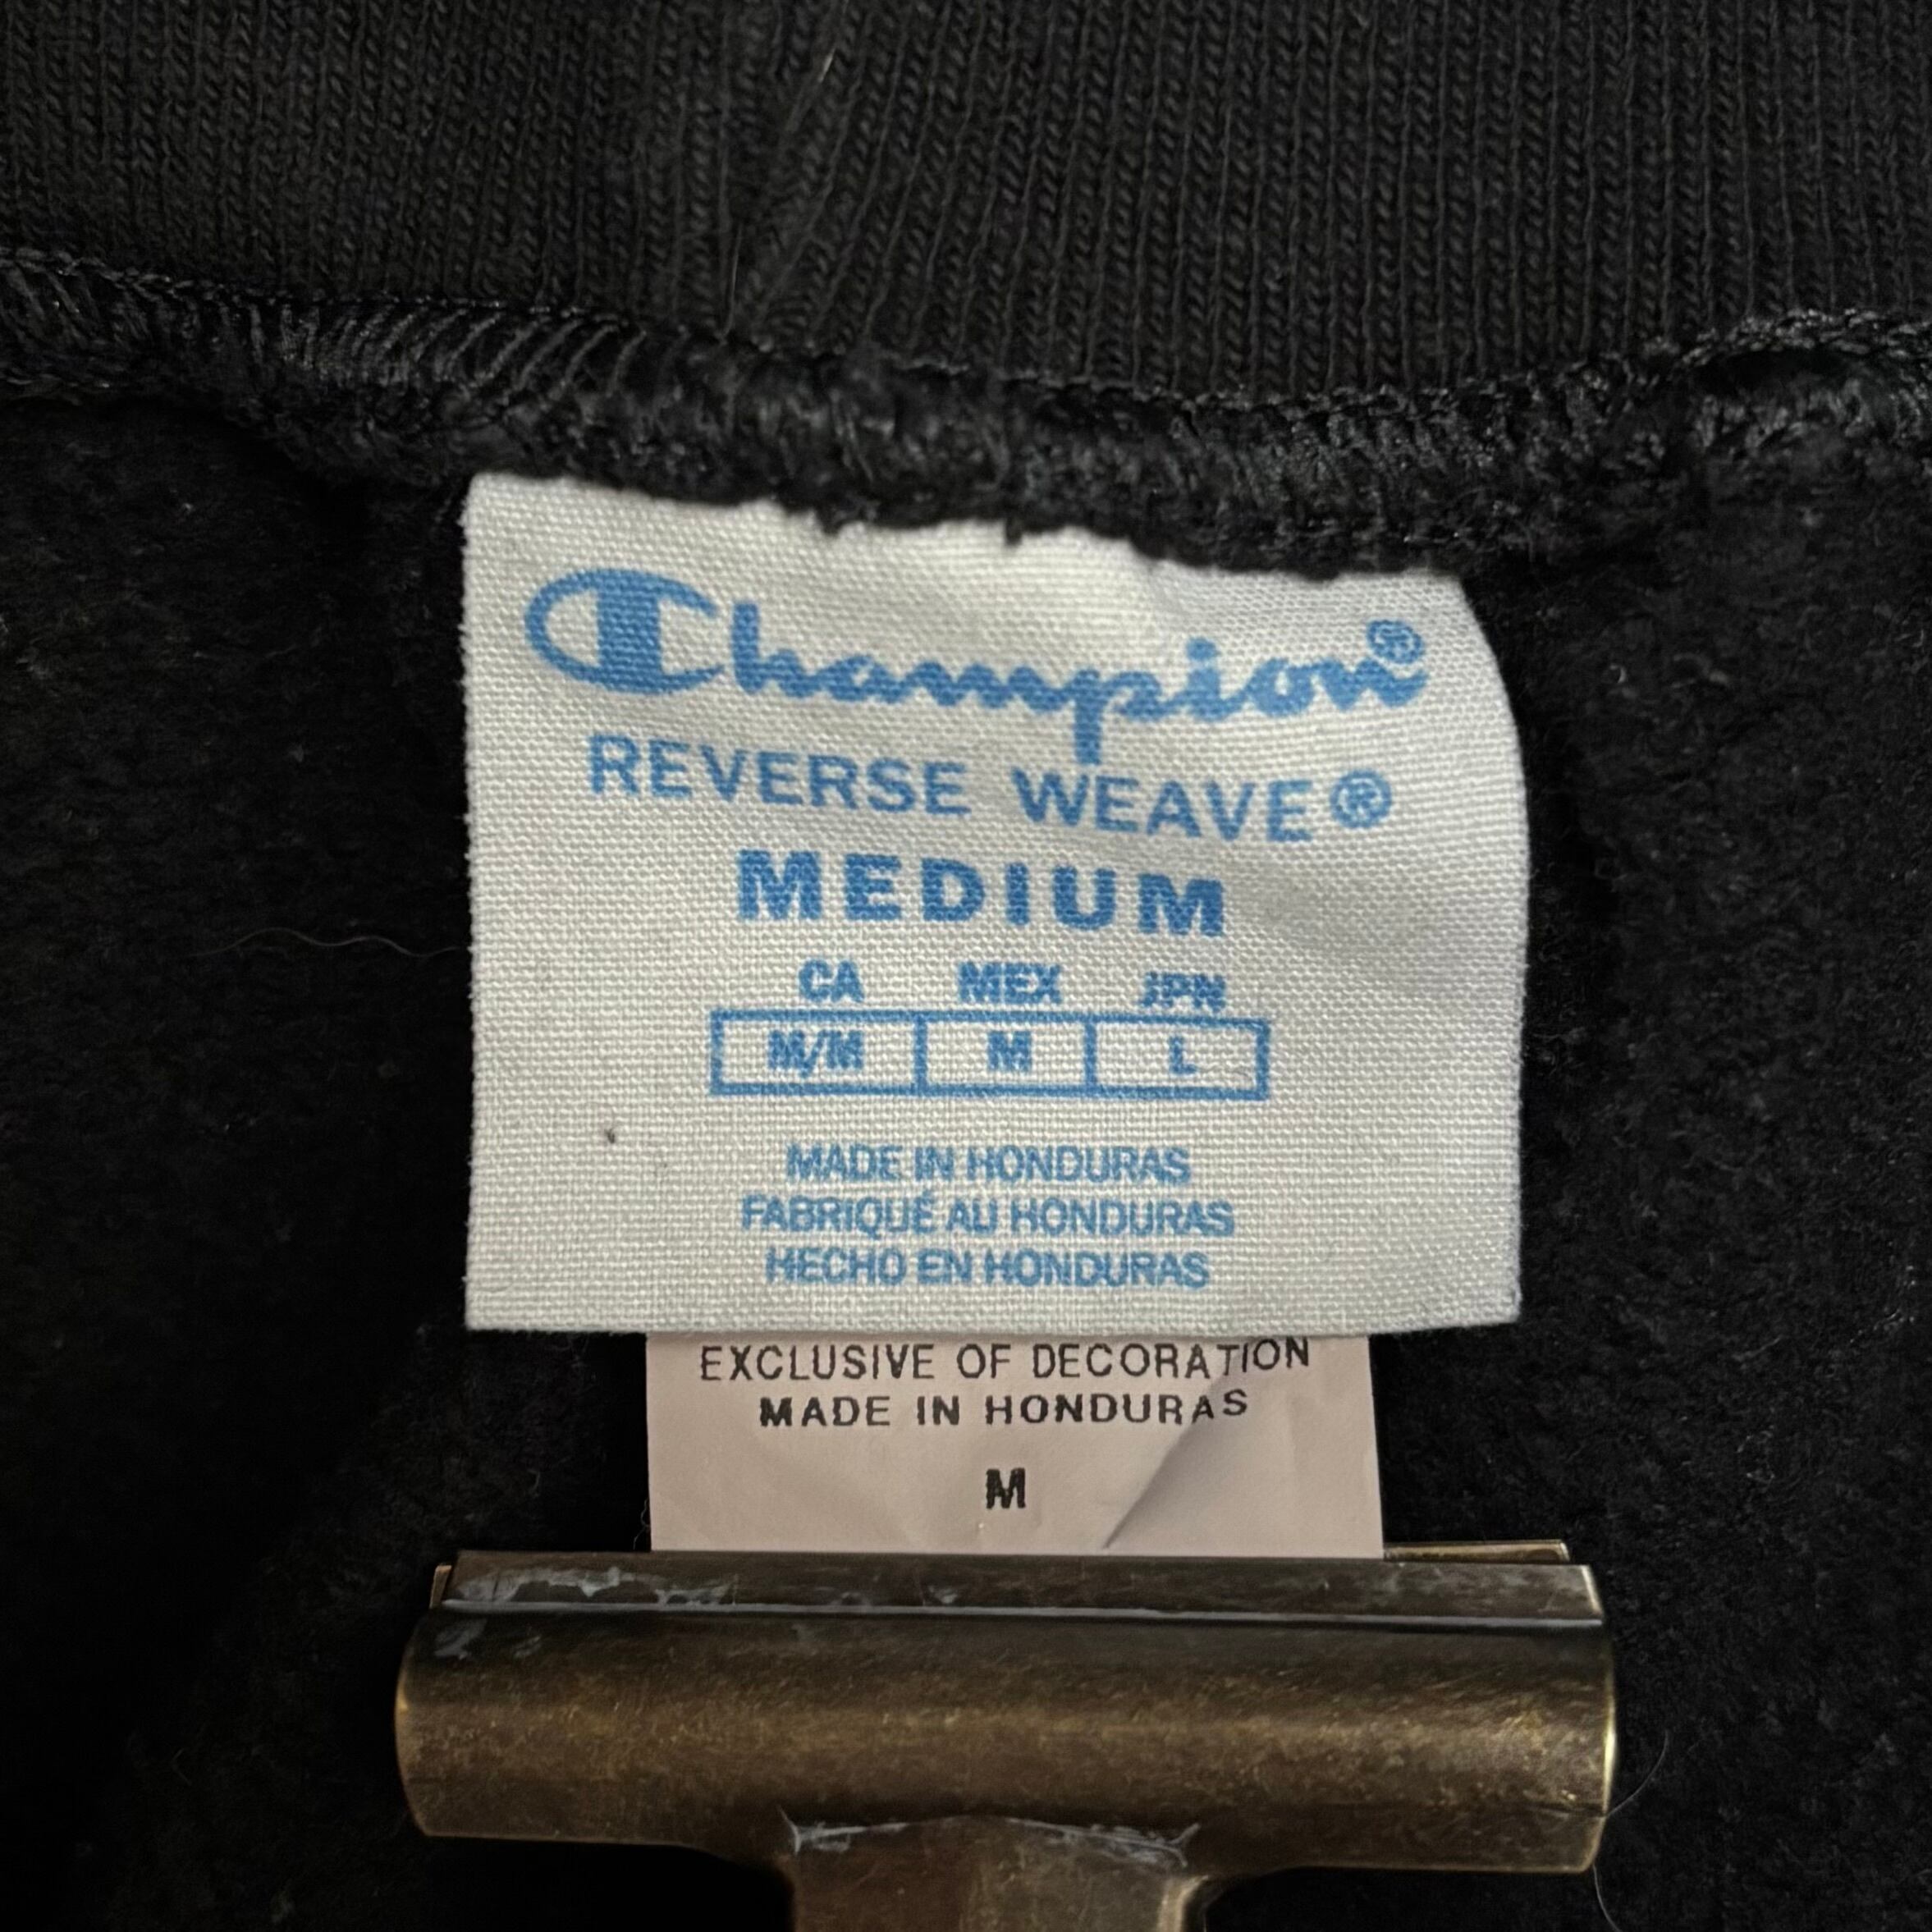 Champion®
REVERSE WEAVE®
MEDIUM
CA MEX JPN
M/M M L
MADE IN HONDURAS
FABRIQUÉ AU HONDURAS
HECHO EN HONDURAS
EXCLUSIVE OF DECORATION
MADE IN HONDURAS
M